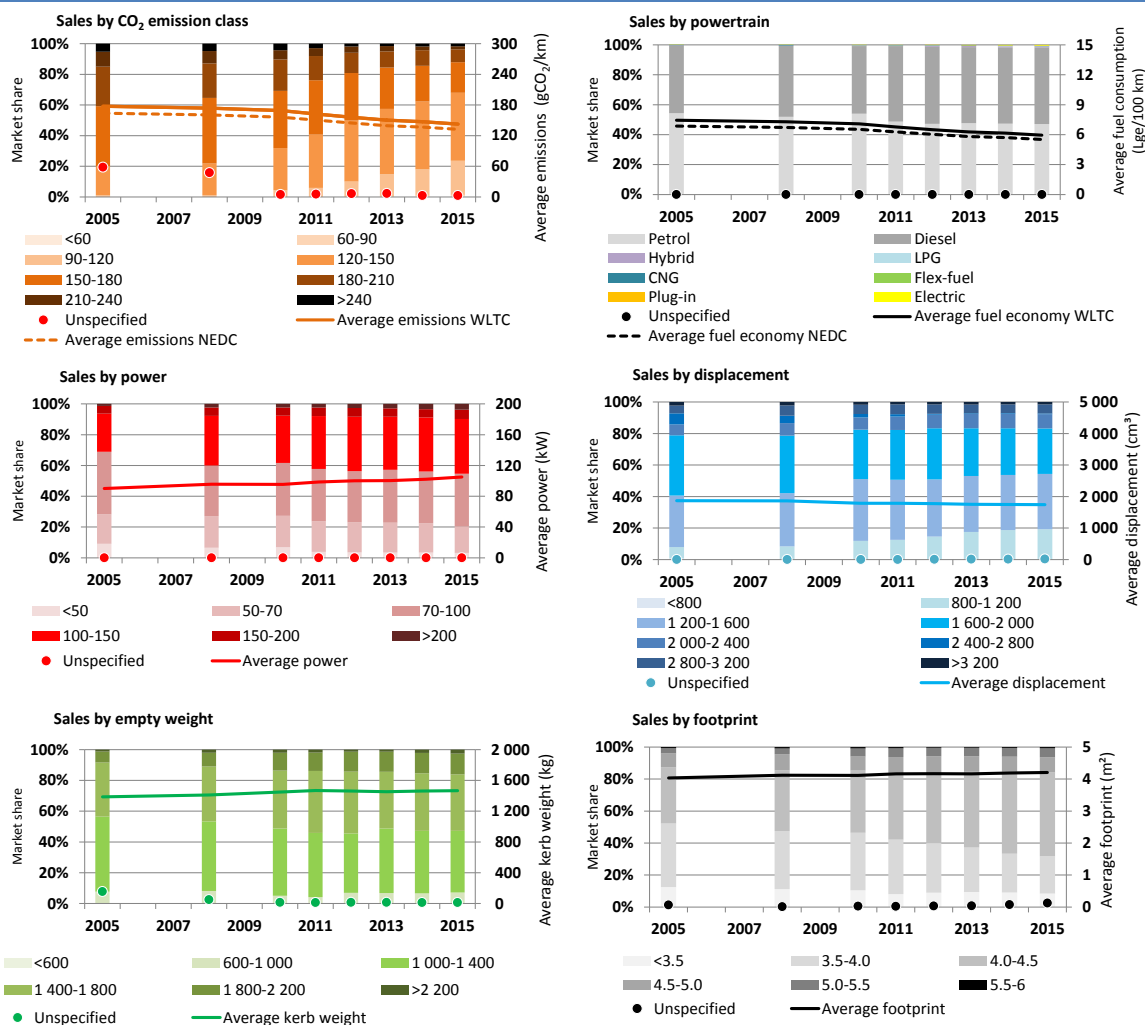 Sales by CO₂ emission class
100%
80%
60%
40%
20%
0%
Market share
300
240
180
120
60
0
Average emissions (gCO₂/km)
2005 2007 2009 2011 2013 2015
<60 60-90
90-120 120-150
150-180 180-210
210-240 >240
Unspecified Average emissions WLTC
Average emissions NEDC
Sales by powertrain
100%
80%
60%
40%
20%
0%
Market share
15
12
9
6
3
0
Average fuel consumption
(Lge/100 km)
2005 2007 2009 2011 2013 2015
Petrol Diesel
Hybrid LPG
CNG Flex-fuel
Plug-in Electric
Unspecified Average fuel economy WLTC
Average fuel economy NEDC
Sales by power
100%
80%
60%
40%
20%
0%
Market share
200
160
120
80
40
0
Average power (kW)
2005 2007 2009 2011 2013 2015
<50 50-70 70-100
100-150 150-200 >200
Unspecified Average power
Sales by displacement
100%
80%
60%
40%
20%
0%
Market share
5 000
4 000
3 000
2 000
1 000
0
Average displacement (cm³)
2005 2007 2009 2011 2013 2015
<800 800-1 200
1 200-1 600 1 600-2 000
2 000-2 400 2 400-2 800
2 800-3 200 >3 200
Unspecified Average displacement
Sales by empty weight
100%
80%
60%
40%
20%
0%
Market share
2 000
1 600
1 200
800
400
0
Average kerb weight (kg)
2005 2007 2009 2011 2013 2015
<600 600-1 000 1 000-1 400
1 400-1 800 1 800-2 200 >2 200
Unspecified Average kerb weight
Sales by footprint
100%
80%
60%
40%
20%
0%
Market share
5
4
3
2
1
0
Average footprint (m²)
2005 2007 2009 2011 2013 2015
<3.5 3.5-4.0 4.0-4.5
4.5-5.0 5.0-5.5 5.5-6
Unspecified Average footprint